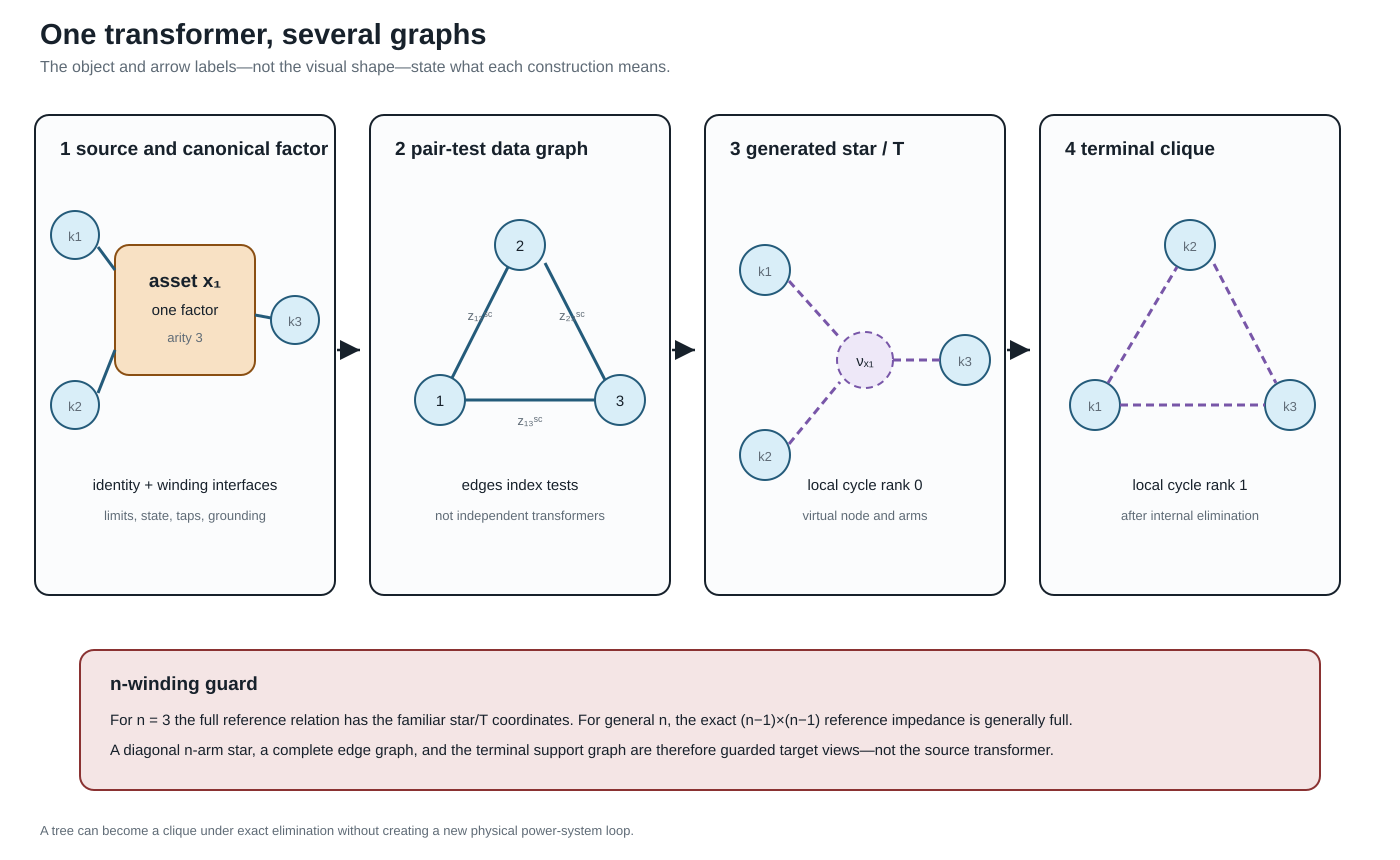 One transformer, several graphs
The object and arrow labels—not the visual shape—state what each construction means.
1 source and canonical factor
k1
asset x₁
one factor
arity 3
k3
k2
identity + winding interfaces
limits, state, taps, grounding
2 pair-test data graph
2
z₁₂ˢᶜ
z₂₃ˢᶜ
1
3
z₁₃ˢᶜ
edges index tests
not independent transformers
3 generated star / T
k1
νₓ₁
k3
k2
local cycle rank 0
virtual node and arms
4 terminal clique
k2
k1
k3
local cycle rank 1
after internal elimination
n-winding guard
For n = 3 the full reference relation has the familiar star/T coordinates. For general n, the exact (n−1)×(n−1) reference impedance is generally full.
A diagonal n-arm star, a complete edge graph, and the terminal support graph are therefore guarded target views—not the source transformer.
A tree can become a clique under exact elimination without creating a new physical power-system loop.